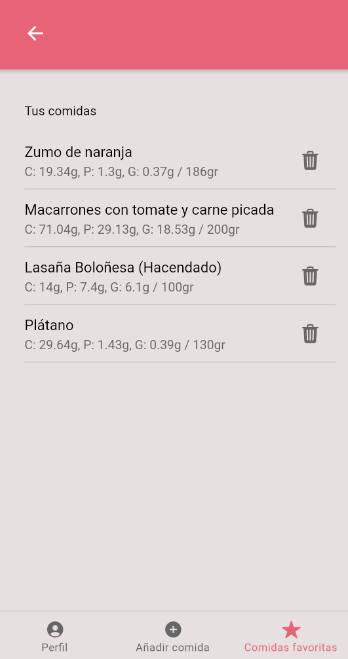 Tus comidas
Zumo de naranja
C: 19.34g, P: 1.3g, G: 0.37g / 186gr
Macarrones con tomate y carne picada
C: 71.04g, P: 29.13g, G: 18.53g / 200gr
Lasaña Boloñesa (Hacendado)
C: 14g, P: 7.4g, G: 6.1g / 100gr
Plátano
C: 29.64g, P: 1.43g, G: 0.39g / 130gr
Perfil
Añadir comida
Comidas favoritas